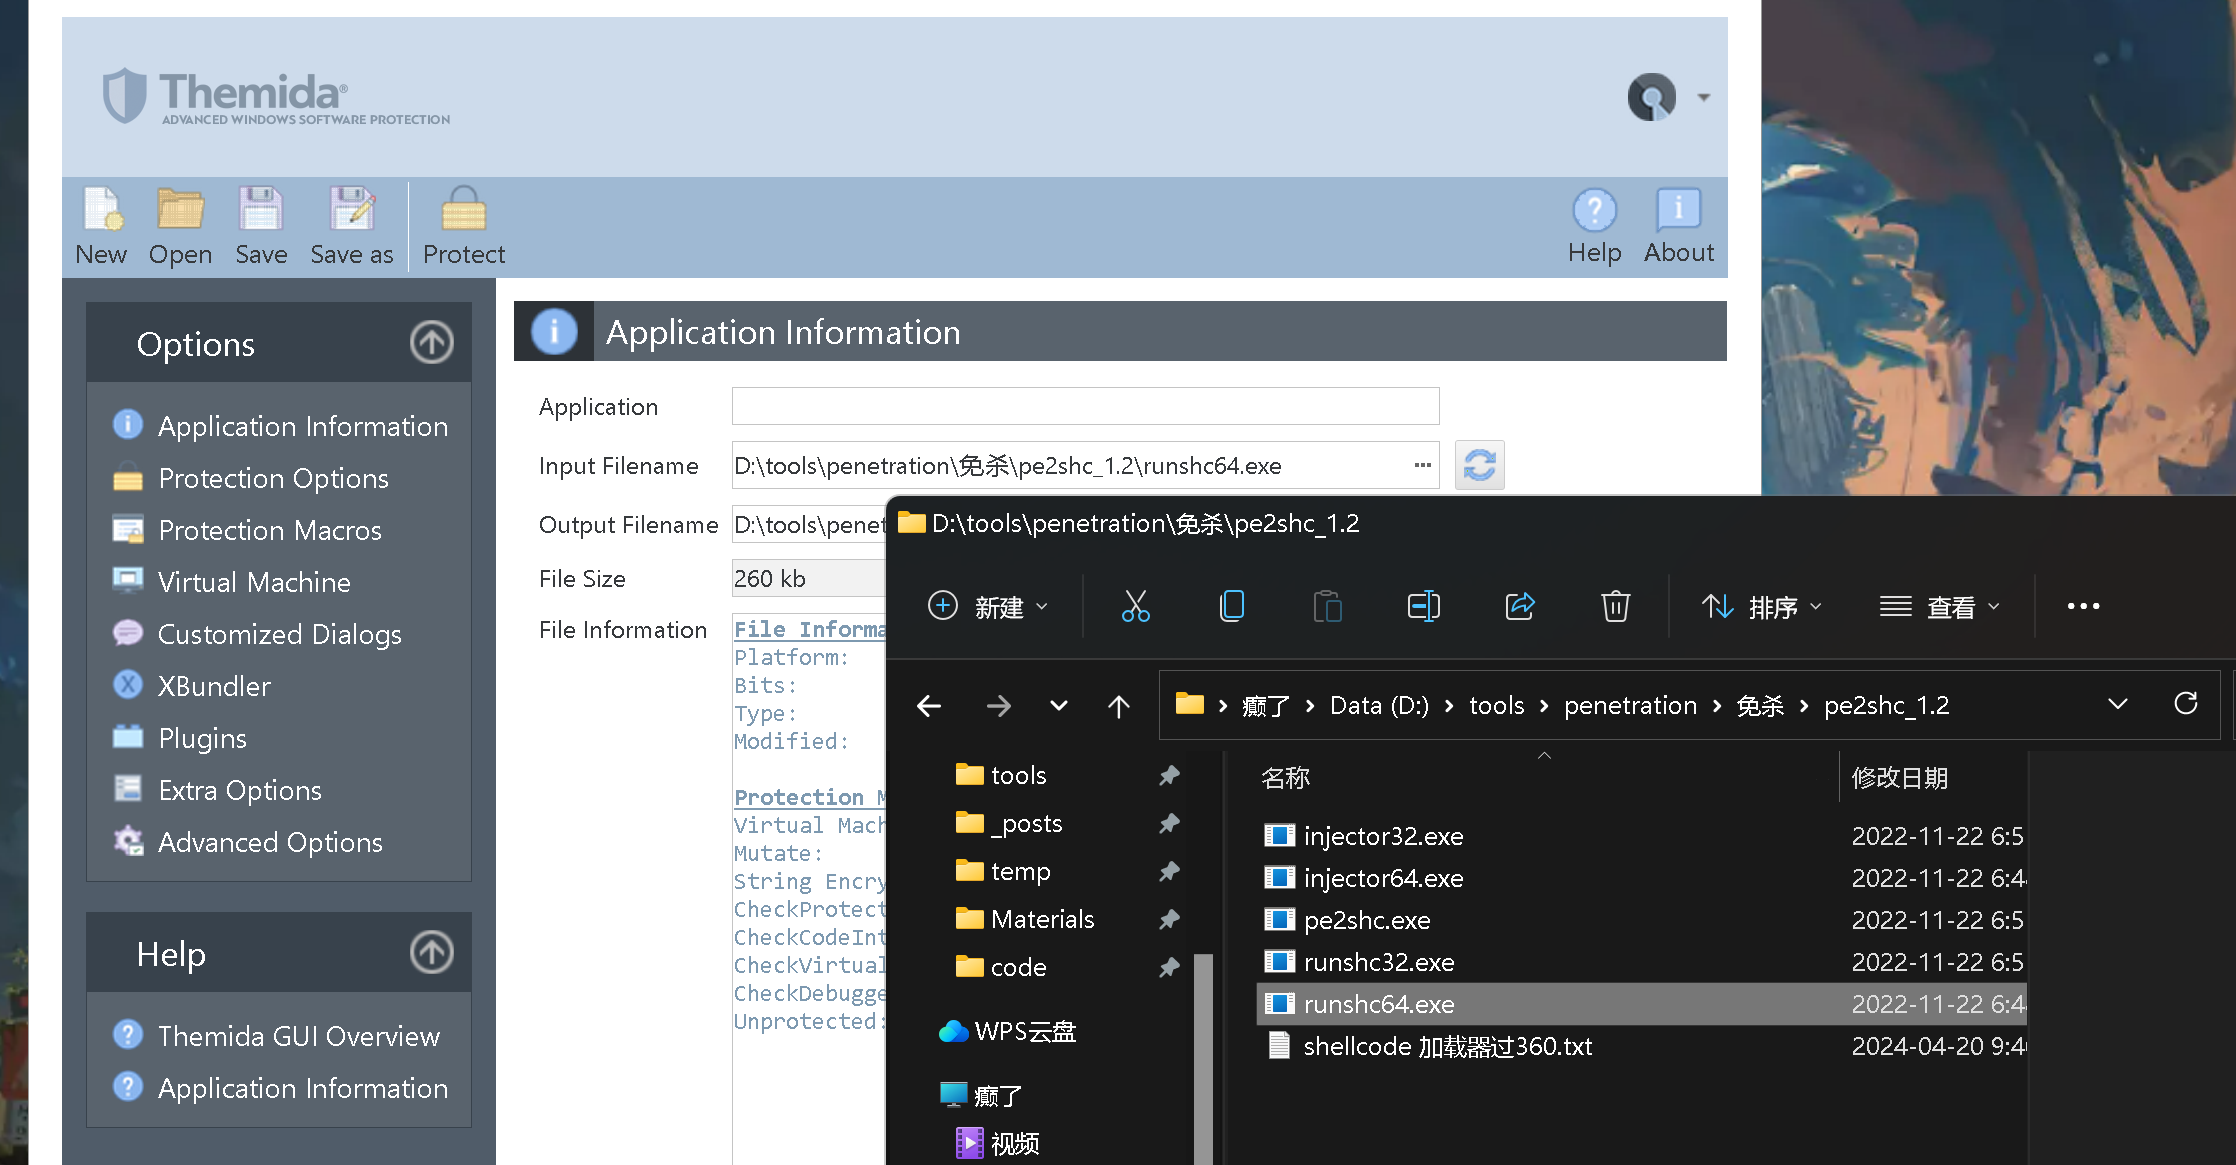 Themida®
ADVANCED WINDOWS SOFTWARE PROTECTION
New Open Save Save as Protect Help About
Options
Application Information
Protection Options
Protection Macros
Virtual Machine
Customized Dialogs
XBundler
Plugins
Extra Options
Advanced Options
Help
Themida GUI Overview
Application Information
Application Information
Application
Input Filename D:\tools\penetration\免杀\pe2shc_1.2\runshc64.exe ...
Output Filename D:\tools\penet
File Size 260 kb
File Information
File Informa
Platform:
Bits:
Type:
Modified:
Protection M
Virtual Mach
Mutate:
String Encry
CheckProtect
CheckCodeInt
CheckVirtual
CheckDebugge
Unprotected:
D:\tools\penetration\免杀\pe2shc_1.2
新建 排序 查看
癫了 Data (D:) tools penetration 免杀 pe2shc_1.2
tools
_posts
temp
Materials
code
WPS云盘
癫了
视频
名称 修改日期
injector32.exe 2022-11-22 6:5
injector64.exe 2022-11-22 6:4
pe2shc.exe 2022-11-22 6:5
runshc32.exe 2022-11-22 6:5
runshc64.exe 2022-11-22 6:4
shellcode 加载器过360.txt 2024-04-20 9:4